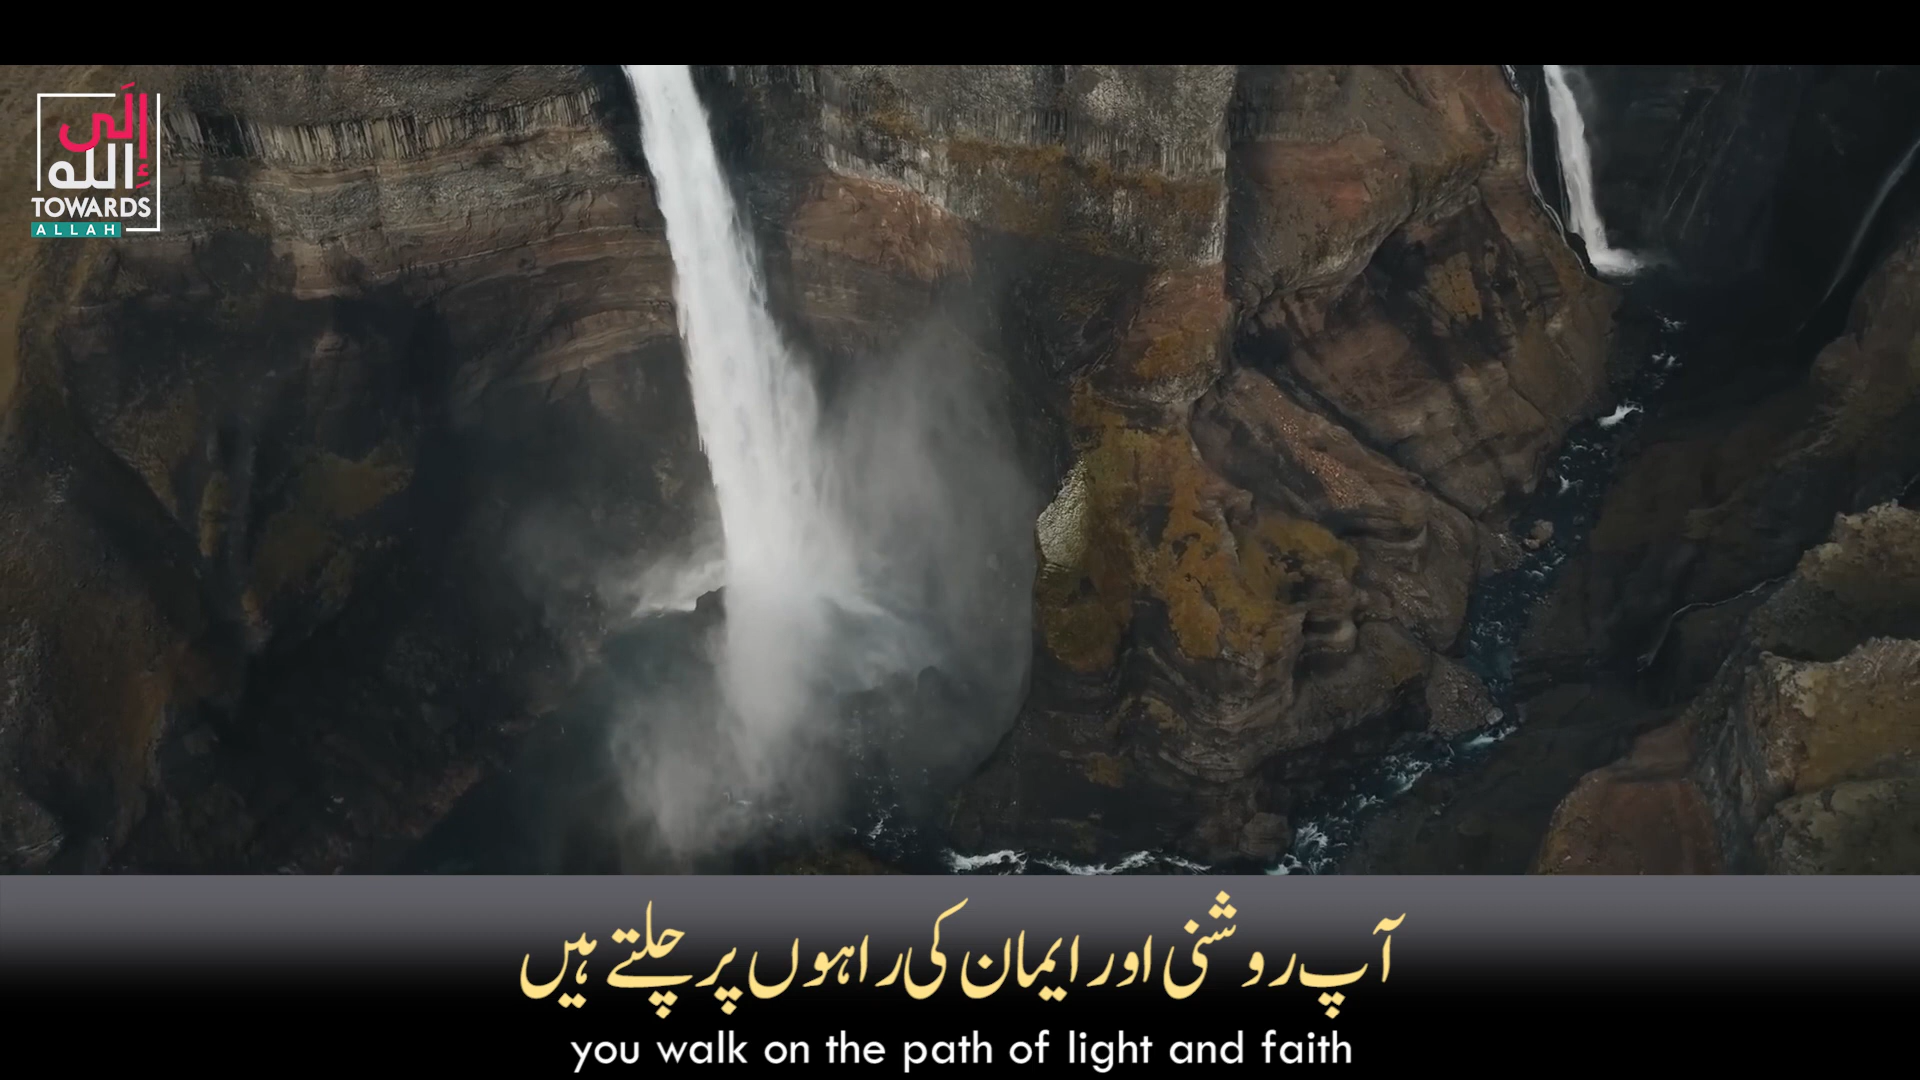 إِلَى
الله
TOWARDS
ALLAH
آپ روشنی اور ایمان کی راہوں پر چلتے ہیں
you walk on the path of light and faith